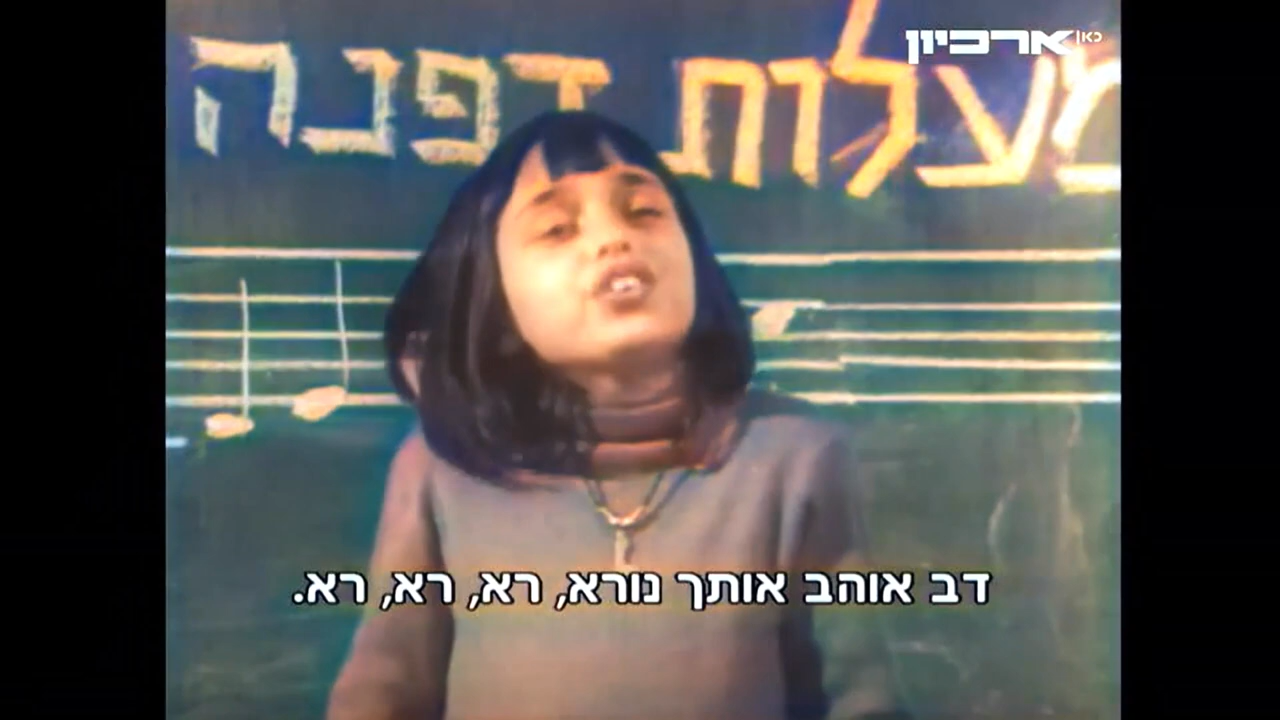 כאן ארכיון
מעלות דפנה
דב אוהב אותך נורא, רא, רא, רא.